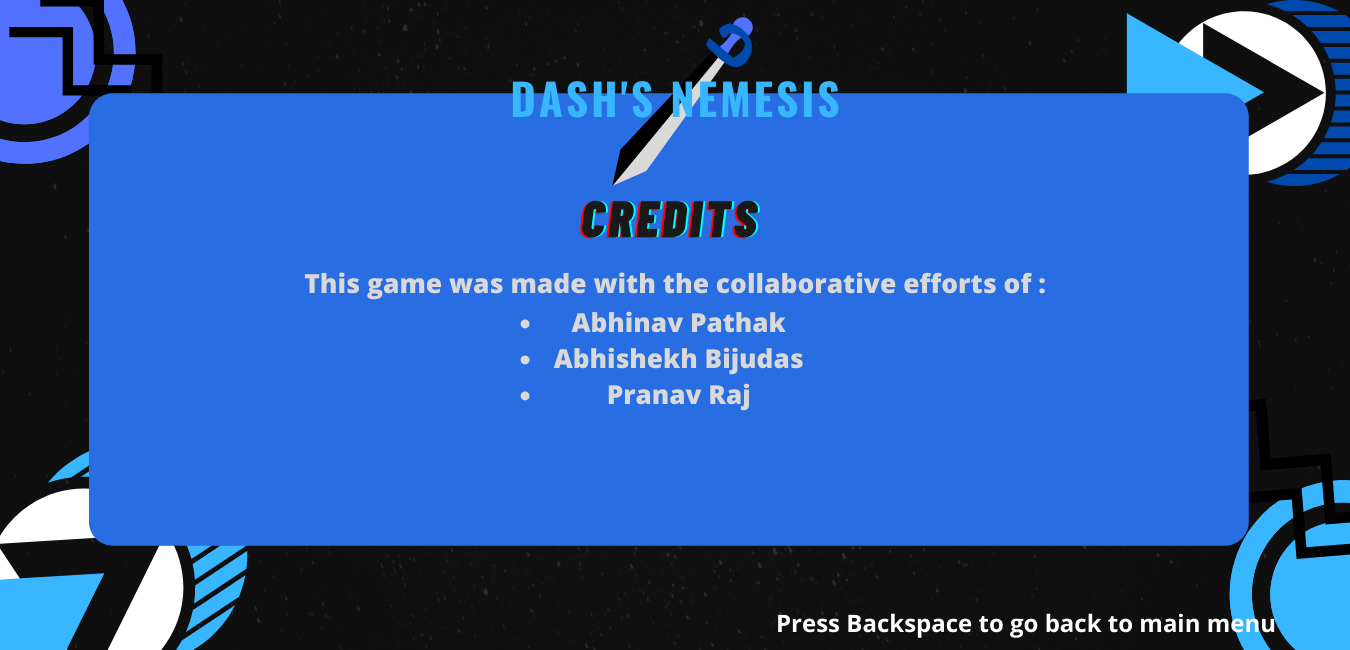 DASH'S NEMESIS
CREDITS
This game was made with the collaborative efforts of :
• Abhinav Pathak
• Abhishekh Bijudas
• Pranav Raj
Press Backspace to go back to main menu